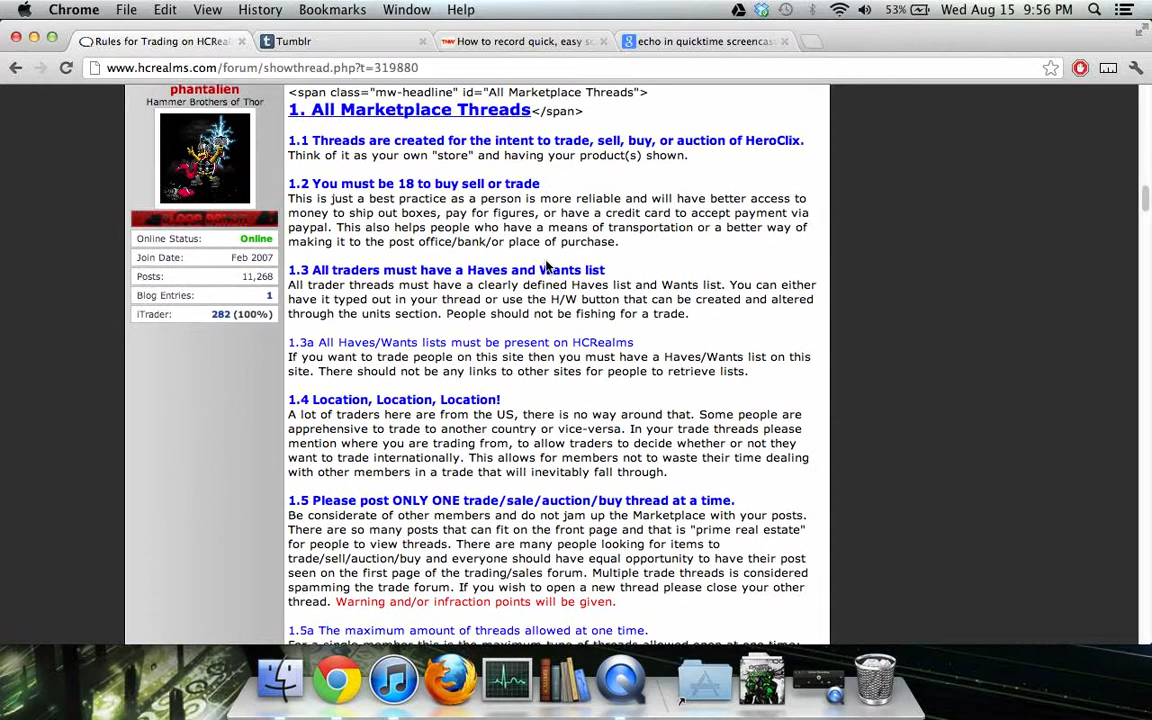 Chrome File Edit View History Bookmarks Window Help 53% Wed Aug 15 9:56 PM
Rules for Trading on HCReal Tumblr How to record quick, easy s echo in quicktime screencas
www.hcrealms.com/forum/showthread.php?t=319880
phantalien
Hammer Brothers of Thor
Online Status: Online
Join Date: Feb 2007
Posts: 11,268
Blog Entries: 1
iTrader: 282 (100%)
<span class="mw-headline" id="All Marketplace Threads">
1. All Marketplace Threads</span>
1.1 Threads are created for the intent to trade, sell, buy, or auction of HeroClix.
Think of it as your own "store" and having your product(s) shown.
1.2 You must be 18 to buy sell or trade
This is just a best practice as a person is more reliable and will have better access to
money to ship out boxes, pay for figures, or have a credit card to accept payment via
paypal. This also helps people who have a means of transportation or a better way of
making it to the post office/bank/or place of purchase.
1.3 All traders must have a Haves and Wants list
All trader threads must have a clearly defined Haves list and Wants list. You can either
have it typed out in your thread or use the H/W button that can be created and altered
through the units section. People should not be fishing for a trade.
1.3a All Haves/Wants lists must be present on HCRealms
If you want to trade people on this site then you must have a Haves/Wants list on this
site. There should not be any links to other sites for people to retrieve lists.
1.4 Location, Location, Location!
A lot of traders here are from the US, there is no way around that. Some people are
apprehensive to trade to another country or vice-versa. In your trade threads please
mention where you are trading from, to allow traders to decide whether or not they
want to trade internationally. This allows for members not to waste their time dealing
with other members in a trade that will inevitably fall through.
1.5 Please post ONLY ONE trade/sale/auction/buy thread at a time.
Be considerate of other members and do not jam up the Marketplace with your posts.
There are so many posts that can fit on the front page and that is "prime real estate"
for people to view threads. There are many people looking for items to
trade/sell/auction/buy and everyone should have equal opportunity to have their post
seen on the first page of the trading/sales forum. Multiple trade threads is considered
spamming the trade forum. If you wish to open a new thread please close your other
thread. Warning and/or infraction points will be given.
1.5a The maximum amount of threads allowed at one time.
For a single member this is the maximum type of threads allowed open at one time: